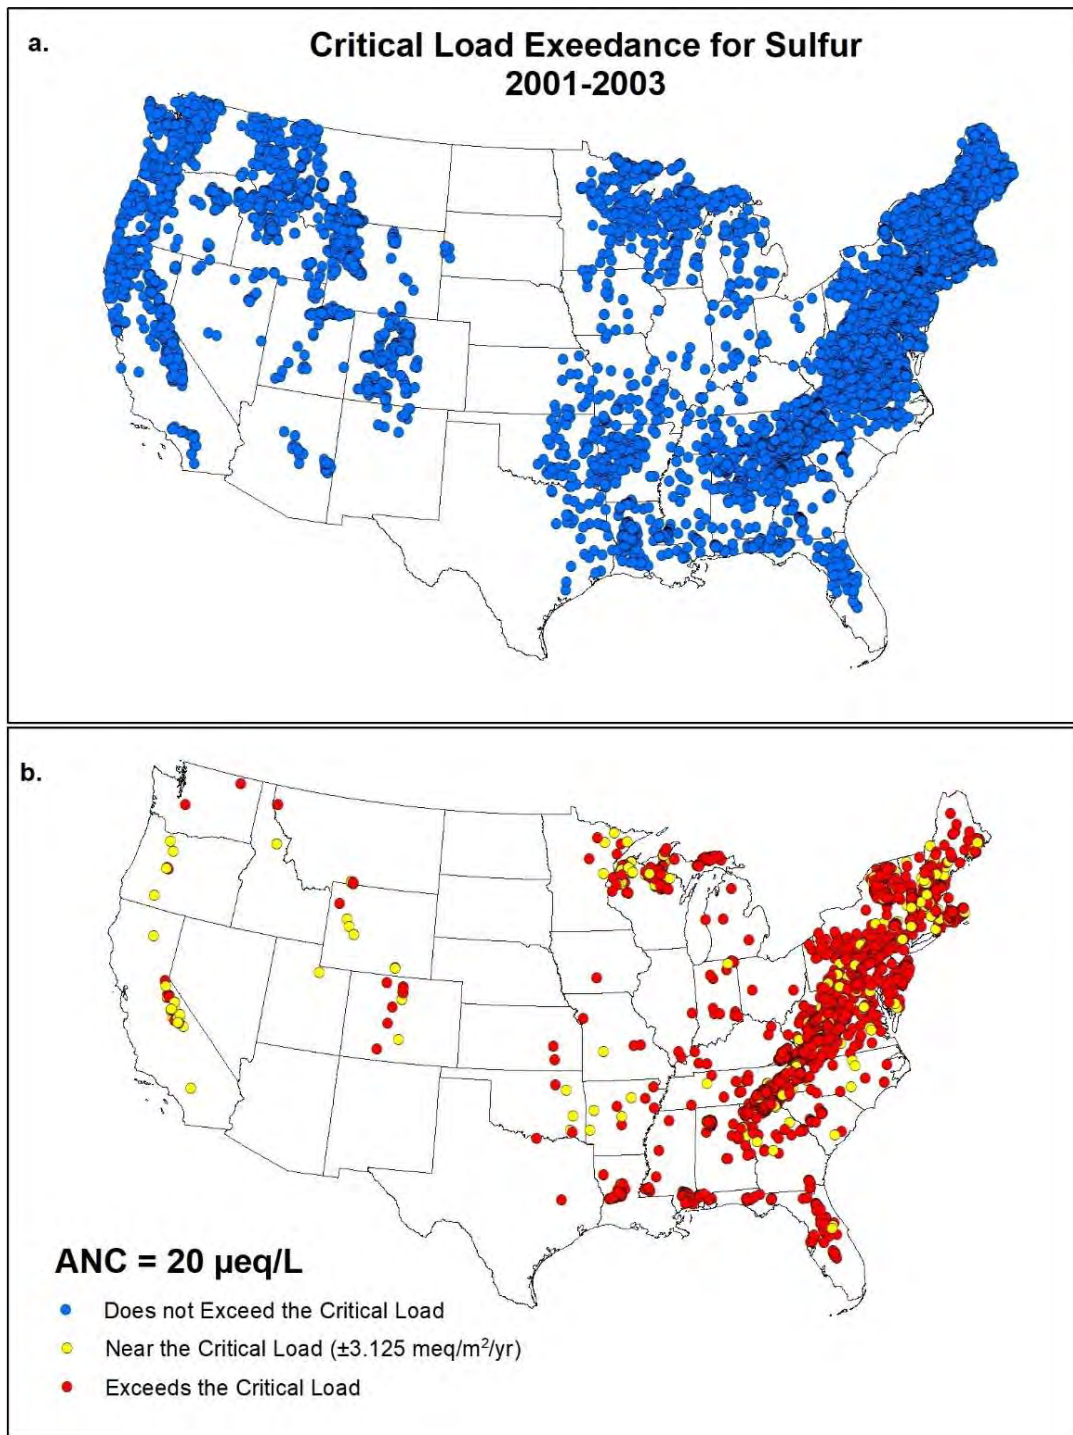 a.
Critical Load Exeedance for Sulfur
2001-2003
b.
ANC = 20 µeq/L
Does not Exceed the Critical Load
Near the Critical Load (±3.125 meq/m²/yr)
Exceeds the Critical Load